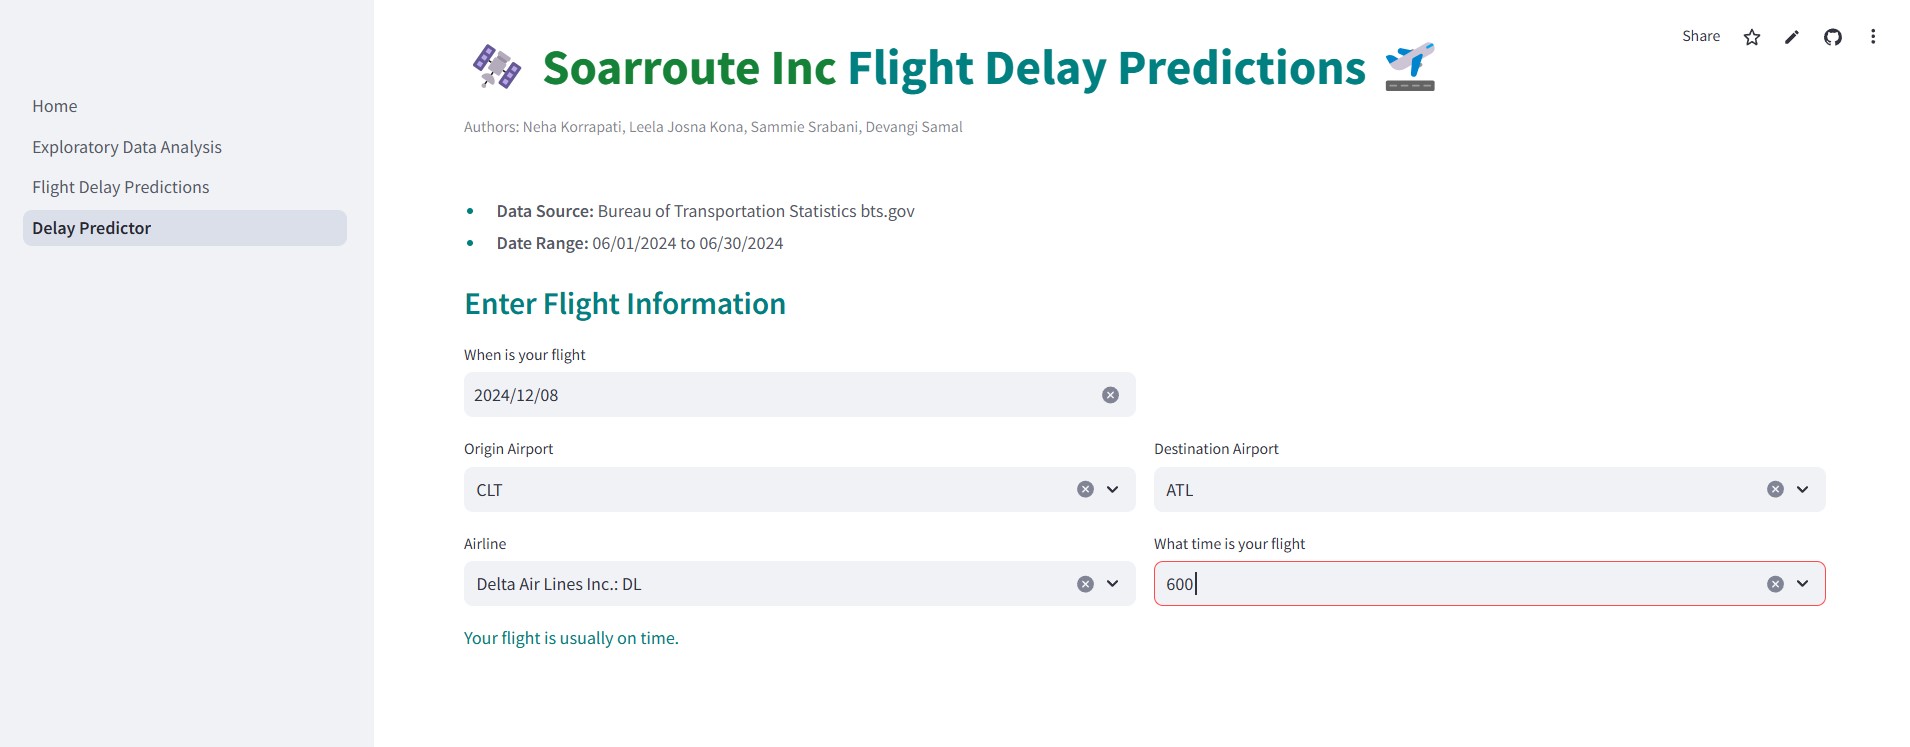 Share
Soarroute Inc Flight Delay Predictions
Authors: Neha Korrapati, Leela Josna Kona, Sammie Srabani, Devangi Samal
Home
Exploratory Data Analysis
Flight Delay Predictions
Delay Predictor
Data Source: Bureau of Transportation Statistics bts.gov
Date Range: 06/01/2024 to 06/30/2024
Enter Flight Information
When is your flight
2024/12/08
Origin Airport
CLT
Destination Airport
ATL
Airline
Delta Air Lines Inc.: DL
What time is your flight
600
Your flight is usually on time.